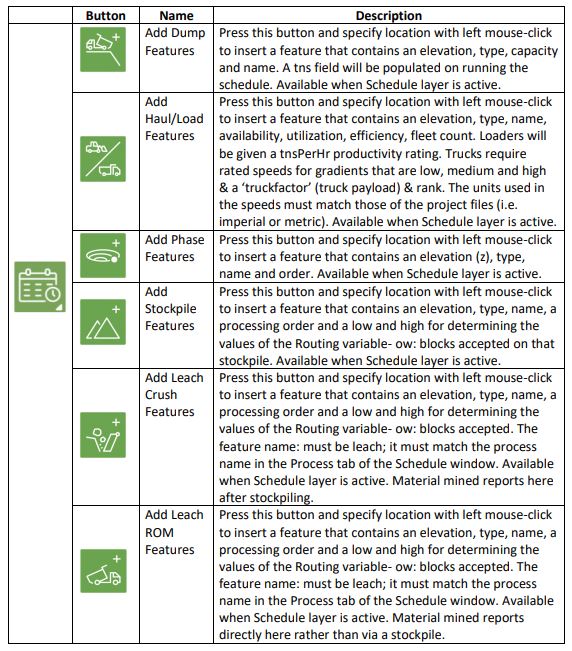 Button Name Description
Add Dump
Features
Press this button and specify location with left mouse-click
to insert a feature that contains an elevation, type, capacity
and name. A tns field will be populated on running the
schedule. Available when Schedule layer is active.
Add
Haul/Load
Features
Press this button and specify location with left mouse-click
to insert a feature that contains an elevation, type, name,
availability, utilization, efficiency, fleet count. Loaders will
be given a tnsPerHr productivity rating. Trucks require
rated speeds for gradients that are low, medium and high
& a ‘truckfactor’ (truck payload) & rank. The units used in
the speeds must match those of the project files (i.e.
imperial or metric). Available when Schedule layer is active.
Add Phase
Features
Press this button and specify location with left mouse-click
to insert a feature that contains an elevation (z), type,
name and order. Available when Schedule layer is active.
Add
Stockpile
Features
Press this button and specify location with left mouse-click
to insert a feature that contains an elevation, type, name, a
processing order and a low and high for determining the
values of the Routing variable- ow: blocks accepted on that
stockpile. Available when Schedule layer is active.
Add Leach
Crush
Features
Press this button and specify location with left mouse-click
to insert a feature that contains an elevation, type, name, a
processing order and a low and high for determining the
values of the Routing variable- ow: blocks accepted. The
feature name: must be leach; it must match the process
name in the Process tab of the Schedule window. Available
when Schedule layer is active. Material mined reports here
after stockpiling.
Add Leach
ROM
Features
Press this button and specify location with left mouse-click
to insert a feature that contains an elevation, type, name, a
processing order and a low and high for determining the
values of the Routing variable- ow: blocks accepted. The
feature name: must be leach; it must match the process
name in the Process tab of the Schedule window. Available
when Schedule layer is active. Material mined reports
directly here rather than via a stockpile.